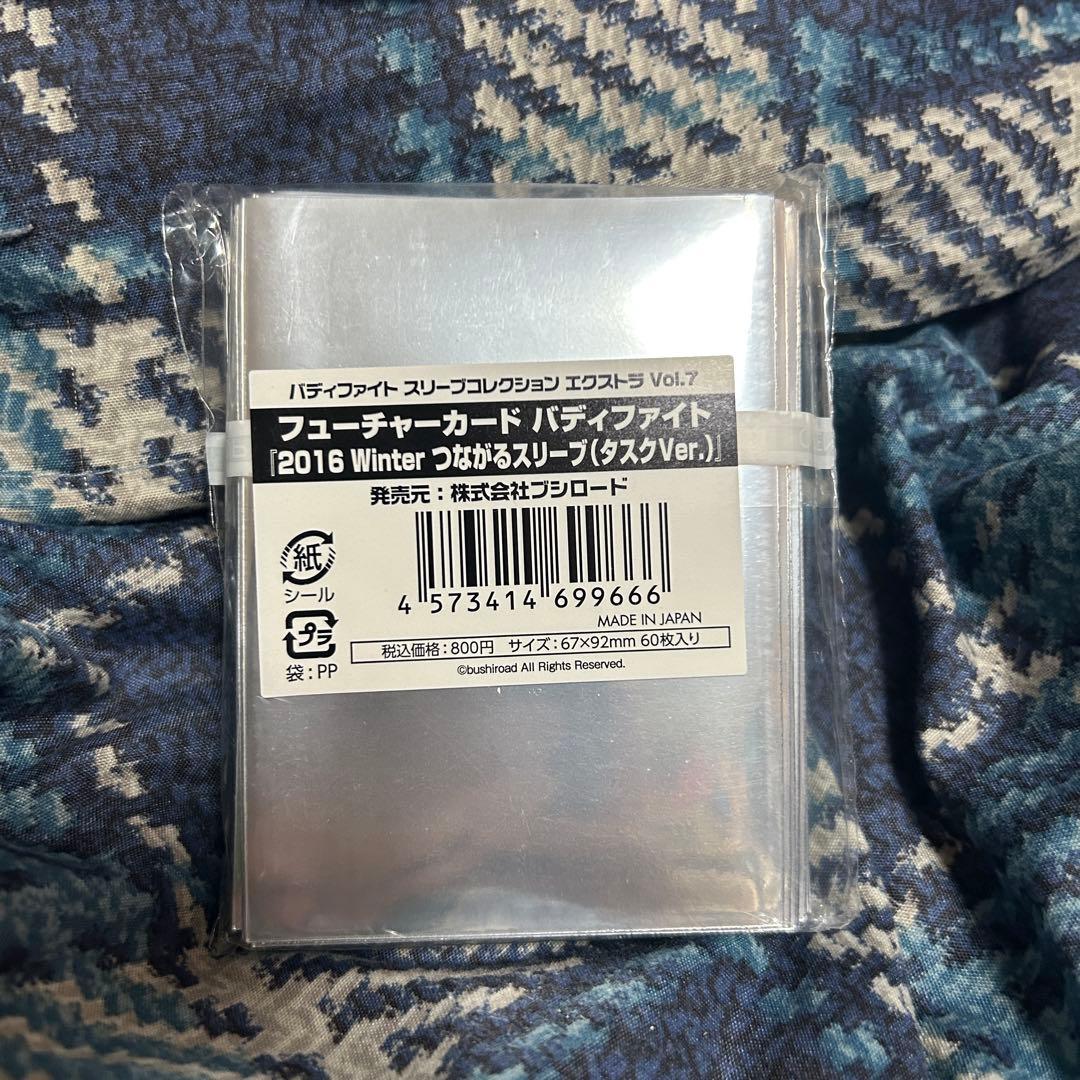 バディファイト スリーブコレクション エクストラ Vol.7
フューチャーカード バディファイト
『2016 Winter つながるスリーブ(タスクVer.)』
発売元:株式会社ブシロード
紙
シール
プラ
袋:PP
4 573414 699666
MADE IN JAPAN
税込価格:800円 サイズ:67×92mm 60枚入り
©bushiroad All Rights Reserved.